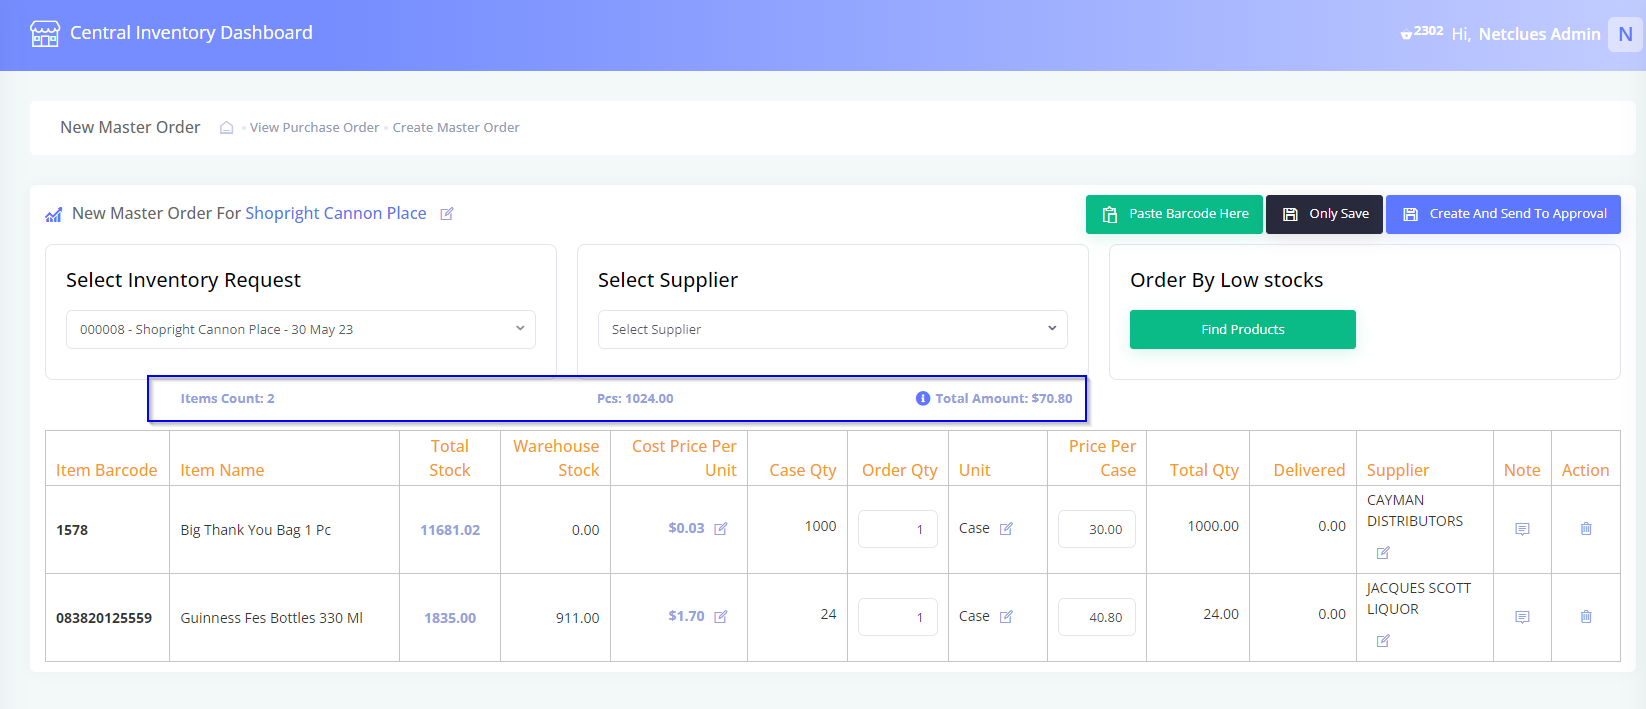 Central Inventory Dashboard
2302 Hi, Netclues Admin N
New Master Order View Purchase Order Create Master Order
New Master Order For Shopright Cannon Place
Paste Barcode Here Only Save Create And Send To Approval
Select Inventory Request
000008 - Shopright Cannon Place - 30 May 23
Select Supplier
Select Supplier
Order By Low stocks
Find Products
Items Count: 2 Pcs: 1024.00 Total Amount: $70.80
Item Barcode Item Name Total Stock Warehouse Stock Cost Price Per Unit Case Qty Order Qty Unit Price Per Case Total Qty Delivered Supplier Note Action
1578 Big Thank You Bag 1 Pc 11681.02 0.00 $0.03 1000 1 Case 30.00 1000.00 0.00 CAYMAN DISTRIBUTORS
083820125559 Guinness Fes Bottles 330 Ml 1835.00 911.00 $1.70 24 1 Case 40.80 24.00 0.00 JACQUES SCOTT LIQUOR